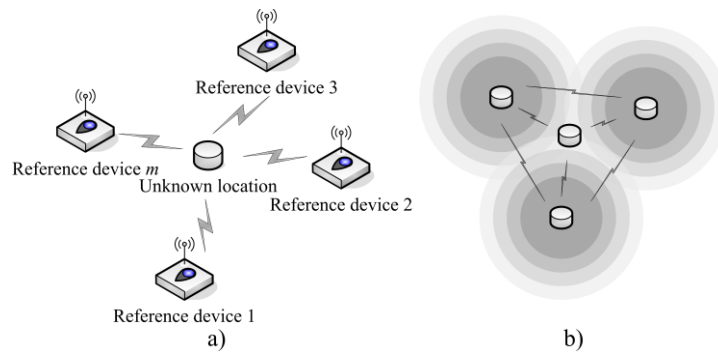 Reference device 3
Reference device m
Unknown location
Reference device 2
Reference device 1
a)
b)